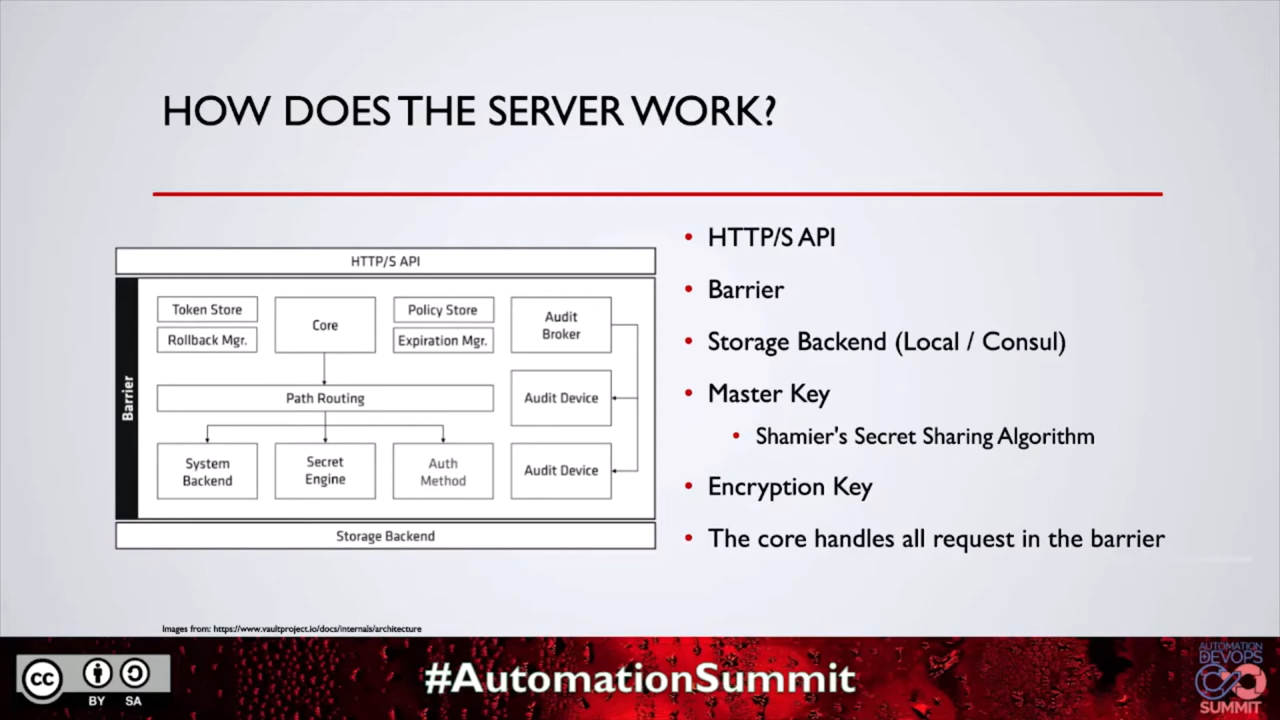 HOW DOES THE SERVER WORK?
HTTP/S API
Barrier
Token Store
Rollback Mgr.
Core
Policy Store
Expiration Mgr.
Audit
Broker
Path Routing
Audit Device
System
Backend
Secret
Engine
Auth
Method
Audit Device
Storage Backend
• HTTP/S API
• Barrier
• Storage Backend (Local / Consul)
• Master Key
• Shamier's Secret Sharing Algorithm
• Encryption Key
• The core handles all request in the barrier
Images from: https://www.vaultproject.io/docs/internals/architecture
cc
BY SA
#AutomationSummit
AUTOMATION
DEVOPS
SUMMIT